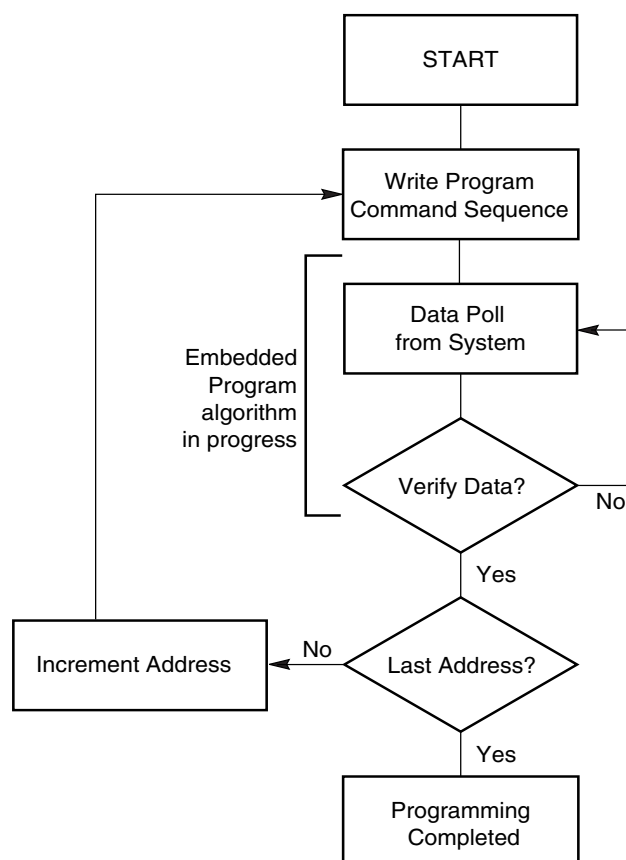 START
Write Program
Command Sequence
Data Poll
from System
Embedded
Program
algorithm
in progress
Verify Data?
No
Yes
Increment Address
No
Last Address?
Yes
Programming
Completed